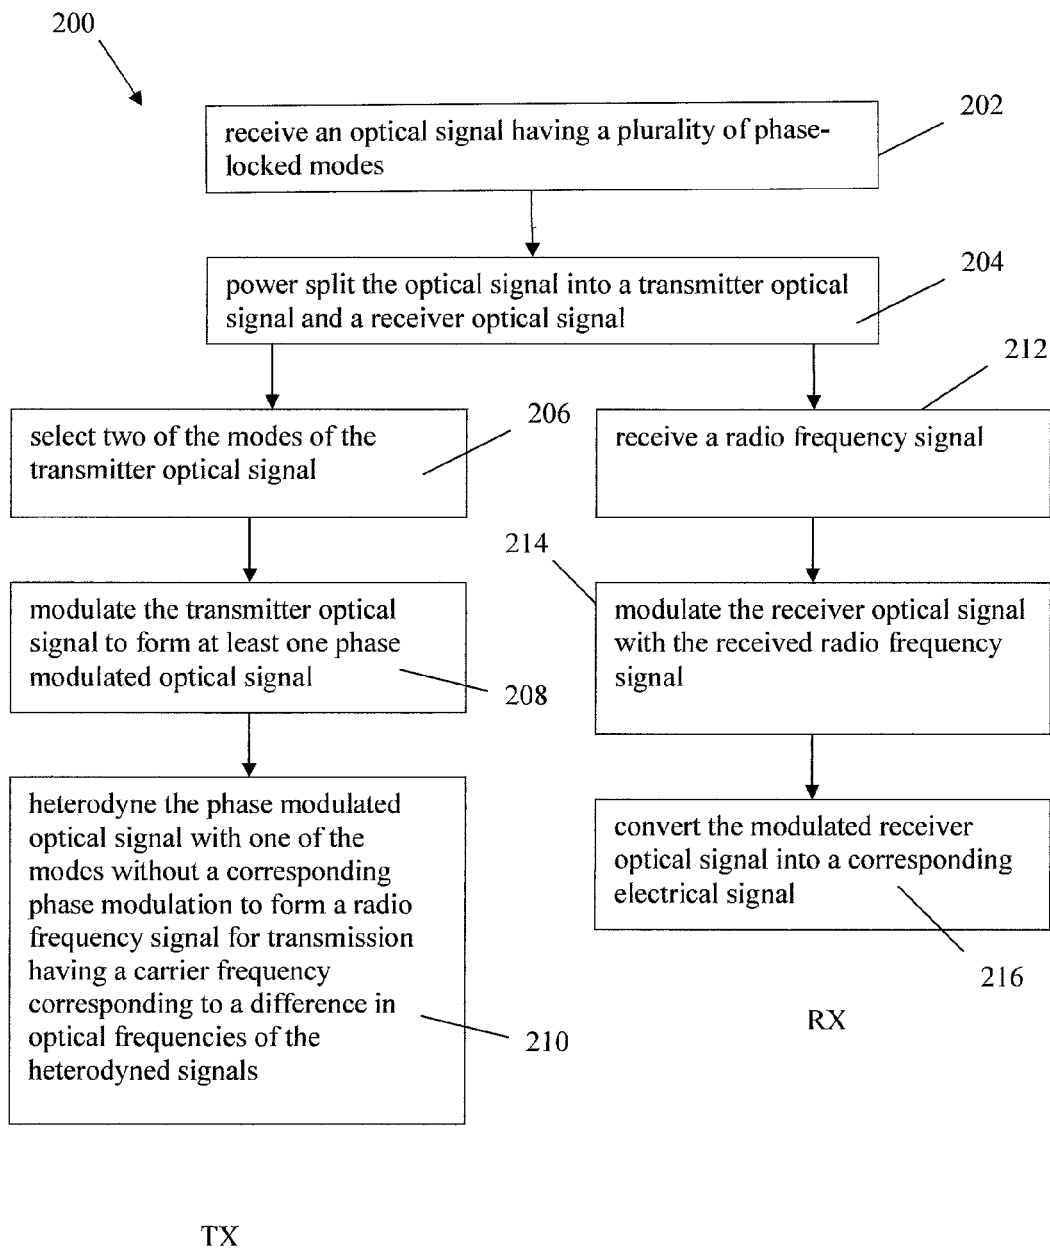 200
202
receive an optical signal having a plurality of phase-
locked modes
204
power split the optical signal into a transmitter optical
signal and a receiver optical signal
212
206
select two of the modes of the
transmitter optical signal
receive a radio frequency signal
214
modulate the transmitter optical
signal to form at least one phase
modulated optical signal
208
modulate the receiver optical signal
with the received radio frequency
signal
heterodyne the phase modulated
optical signal with one of the
modes without a corresponding
phase modulation to form a radio
frequency signal for transmission
having a carrier frequency
corresponding to a difference in
optical frequencies of the
heterodyned signals
210
convert the modulated receiver
optical signal into a corresponding
electrical signal
216
RX
TX